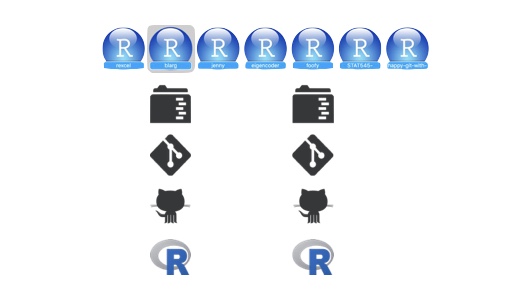 R R R R R R R
rexcel blarg jenny eigencoder foofy STAT545- happy-git-with-
R R